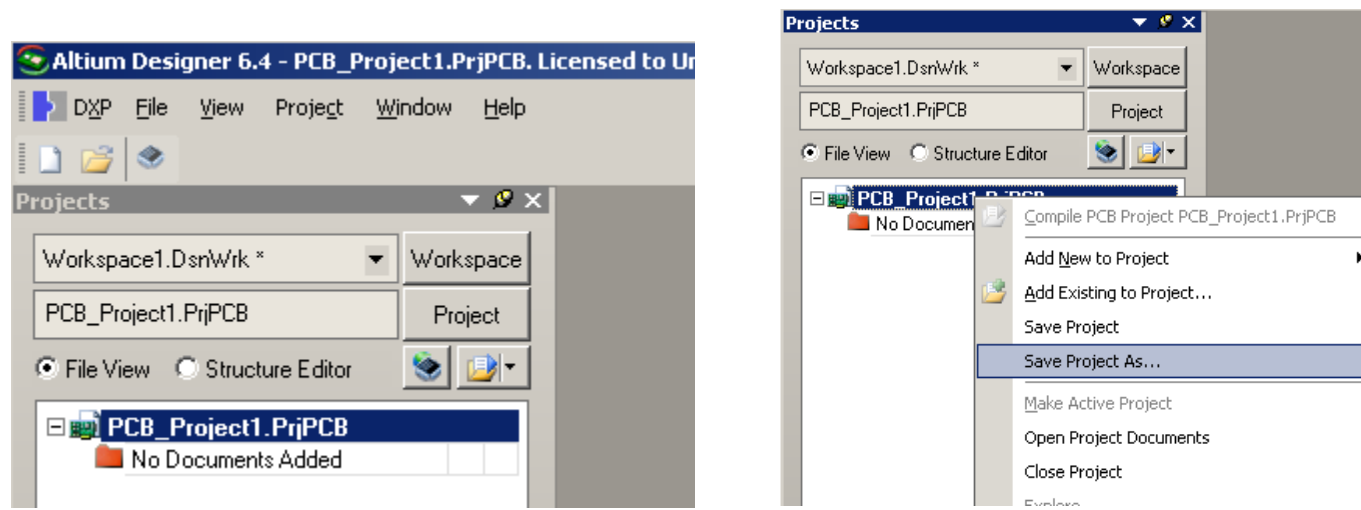 Altium Designer 6.4 - PCB_Project1.PrjPCB. Licensed to Ur
DXP File View Project Window Help
Projects
Workspace1.DsnWrk * Workspace
PCB_Project1.PrjPCB Project
File View Structure Editor
PCB_Project1.PrjPCB
No Documents Added
Projects
Workspace1.DsnWrk * Workspace
PCB_Project1.PrjPCB Project
File View Structure Editor
PCB_Project1.PrjPCB
No Documen
Compile PCB Project PCB_Project1.PrjPCB
Add New to Project
Add Existing to Project...
Save Project
Save Project As...
Make Active Project
Open Project Documents
Close Project
Explore